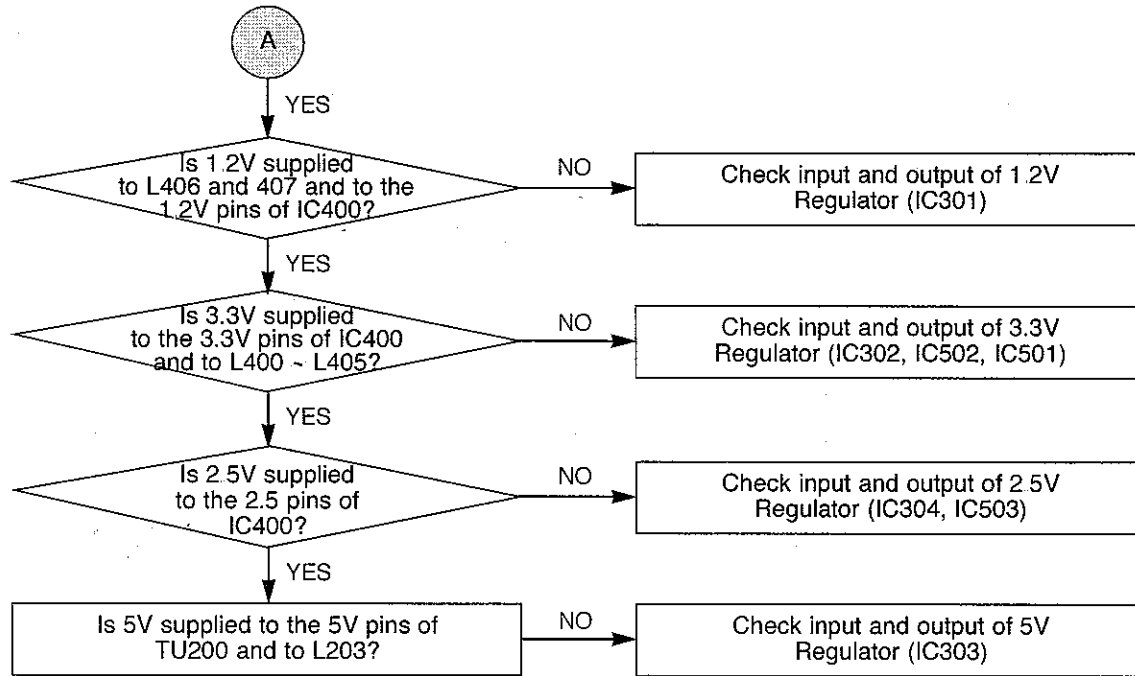 A
YES
Is 1.2V supplied
to L406 and 407 and to the
1.2V pins of IC400?
NO
Check input and output of 1.2V
Regulator (IC301)
YES
Is 3.3V supplied
to the 3.3V pins of IC400
and to L400 ~ L405?
NO
Check input and output of 3.3V
Regulator (IC302, IC502, IC501)
YES
Is 2.5V supplied
to the 2.5 pins of
IC400?
NO
Check input and output of 2.5V
Regulator (IC304, IC503)
YES
Is 5V supplied to the 5V pins of
TU200 and to L203?
NO
Check input and output of 5V
Regulator (IC303)